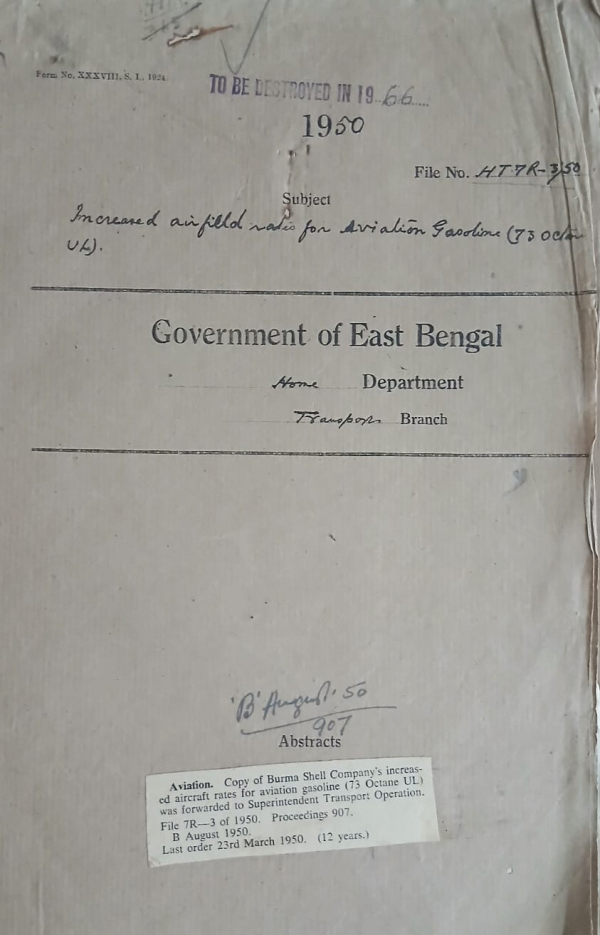 Form No. XXXVIII, S. I., 1924.
TO BE DESTROYED IN 1966
1950
File No. HT 7R-3/50
Subject
Increased airfield rates for Aviation Gasoline (73 Octane
UL).
Government of East Bengal
Home Department
Transport Branch
'B' August '50
907
Abstracts
Aviation. Copy of Burma Shell Company's increas-
ed aircraft rates for aviation gasoline (73 Octane UL)
was forwarded to Superintendent Transport Operation.
File 7R—3 of 1950. Proceedings 907.
B August 1950.
Last order 23rd March 1950. (12 years.)